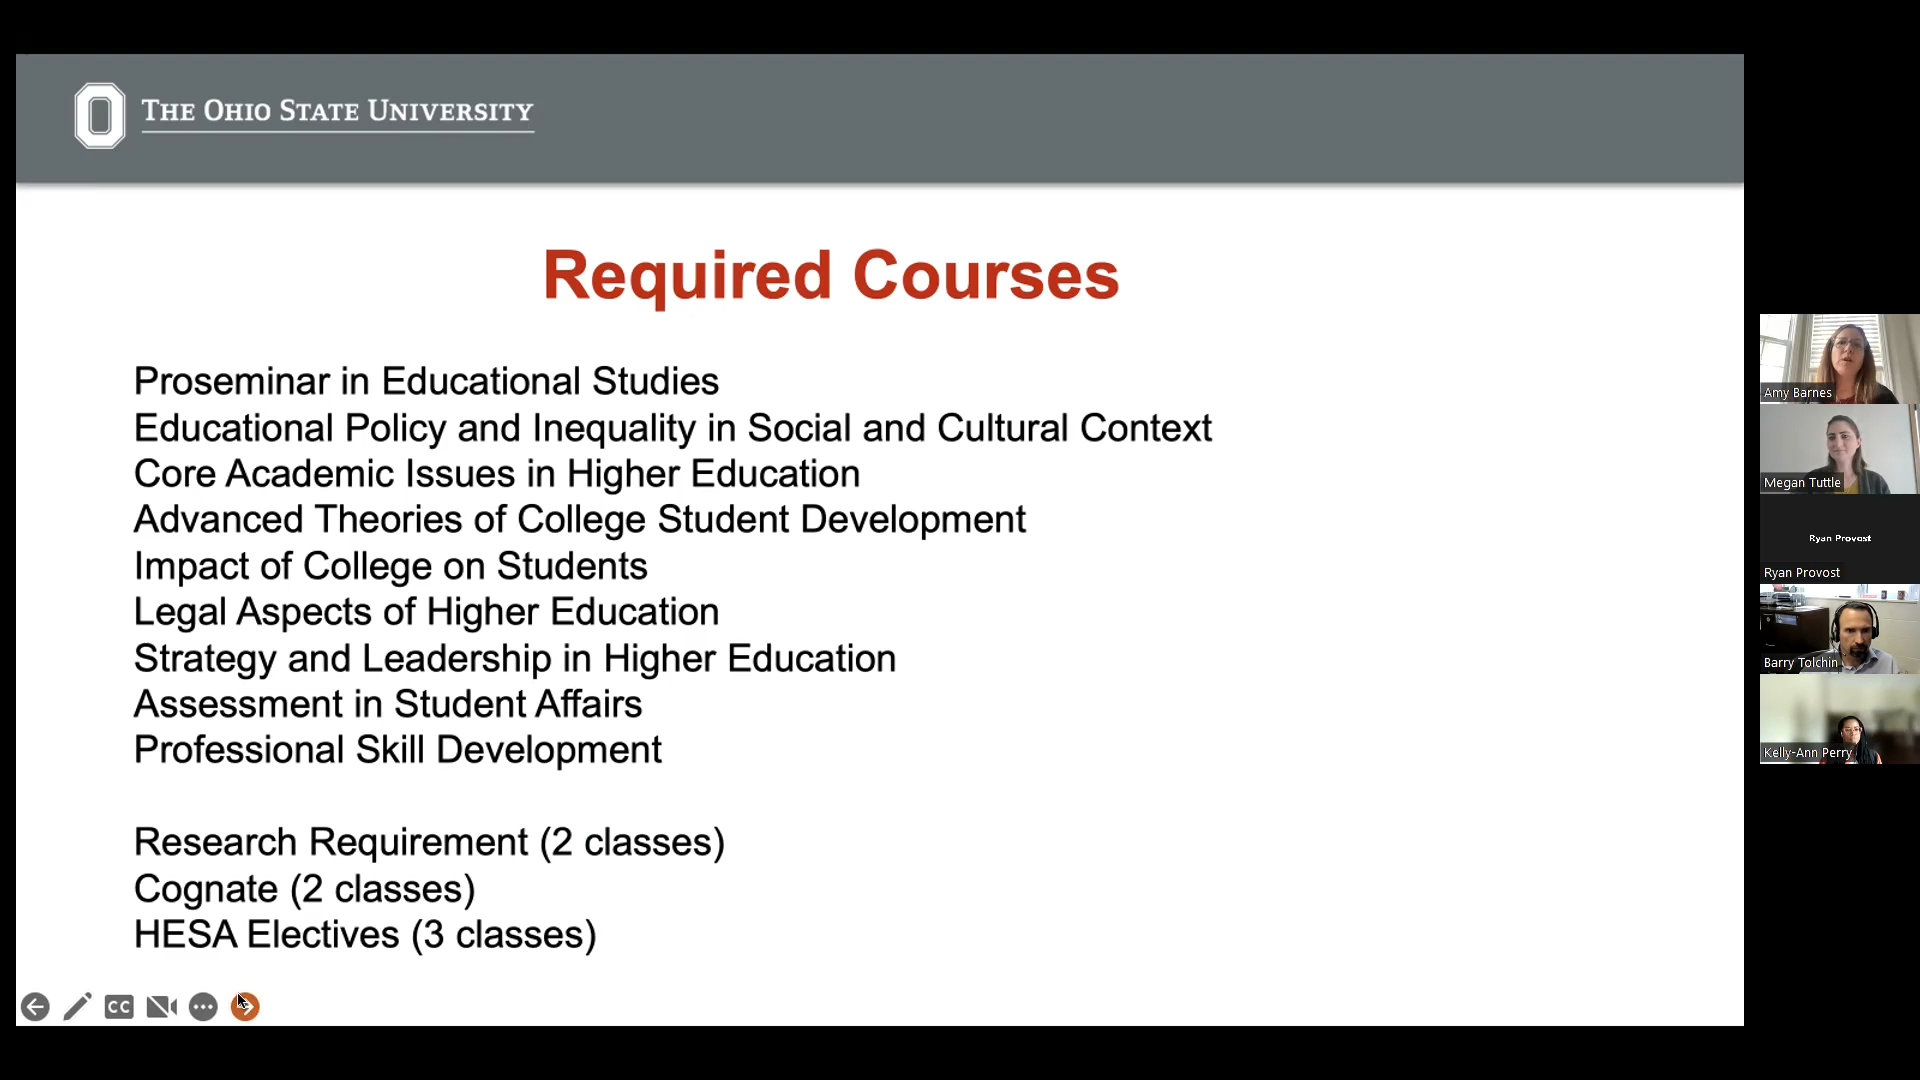 THE OHIO STATE UNIVERSITY
Required Courses
Proseminar in Educational Studies
Educational Policy and Inequality in Social and Cultural Context
Core Academic Issues in Higher Education
Advanced Theories of College Student Development
Impact of College on Students
Legal Aspects of Higher Education
Strategy and Leadership in Higher Education
Assessment in Student Affairs
Professional Skill Development
Research Requirement (2 classes)
Cognate (2 classes)
HESA Electives (3 classes)
CC
Amy Barnes
Megan Tuttle
Ryan Provost
Ryan Provost
Barry Tolchin
Kelly-Ann Perry